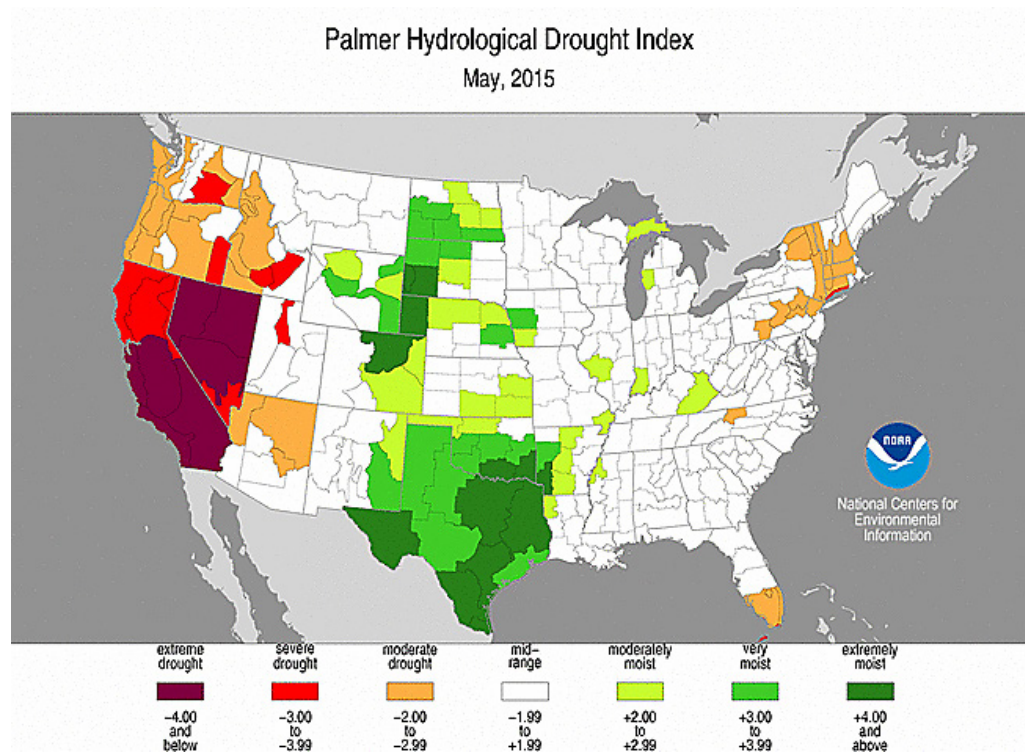 Palmer Hydrological Drought Index
May, 2015
NOAA
National Centers for
Environmental
Information
extreme
drought
severe
drought
moderate
drought
mid–
range
moderately
moist
very
moist
extremely
moist
−4.00
and
below
−3.00
to
−3.99
−2.00
to
−2.99
−1.99
to
+1.99
+2.00
to
+2.99
+3.00
to
+3.99
+4.00
and
above